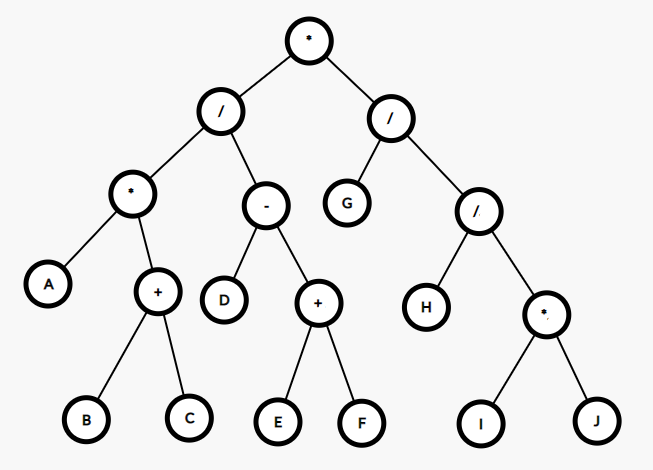 *
/ /
* - G /
A + D + H *
B C E F I J